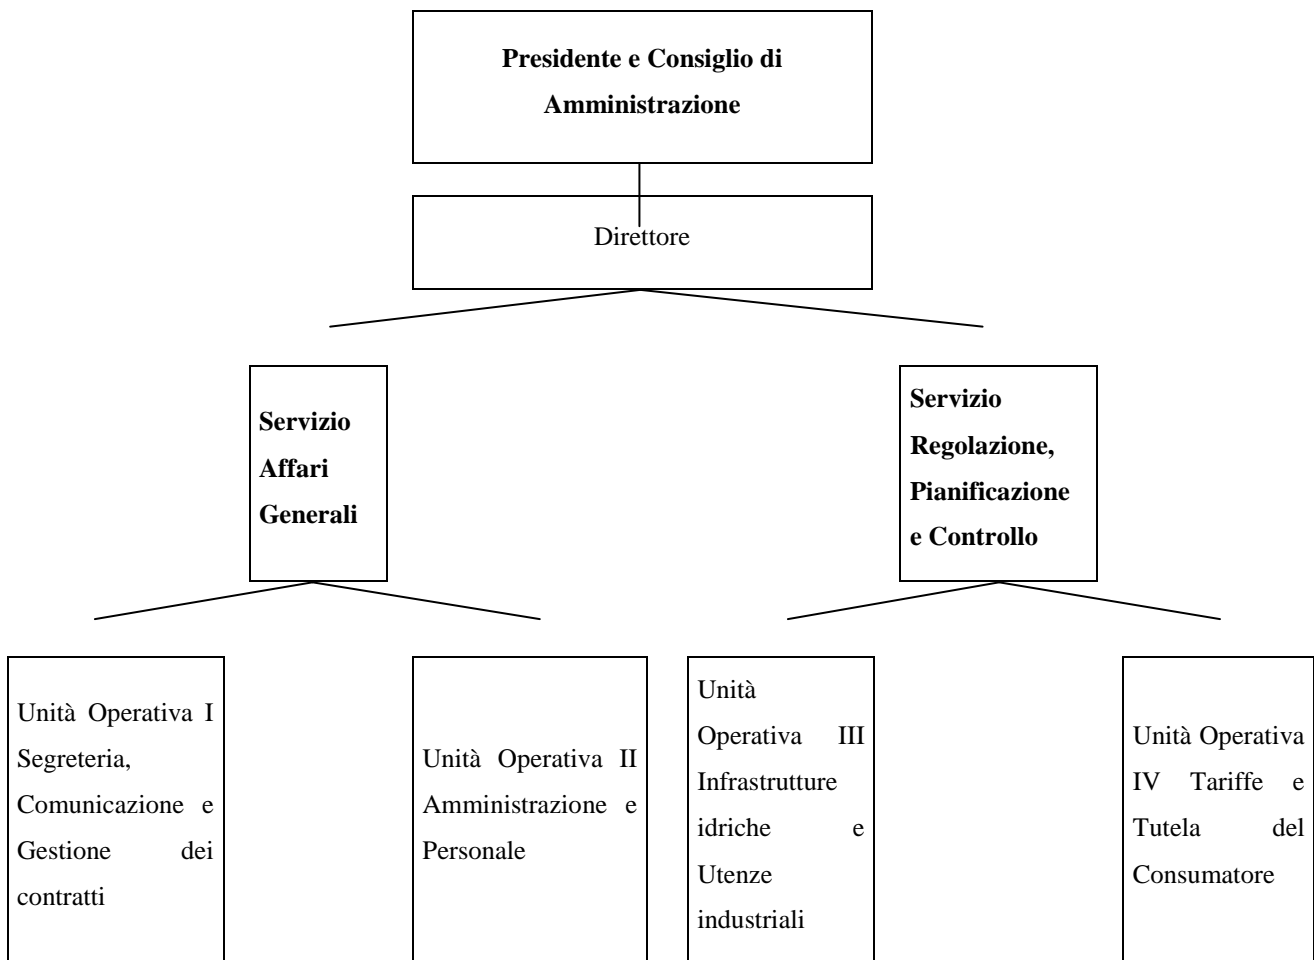 Presidente e Consiglio di
Amministrazione
Direttore
Servizio
Affari
Generali
Servizio
Regolazione,
Pianificazione
e Controllo
Unità Operativa I
Segreteria,
Comunicazione e
Gestione dei
contratti
Unità Operativa II
Amministrazione e
Personale
Unità
Operativa III
Infrastrutture
idriche e
Utenze
industriali
Unità Operativa
IV Tariffe e
Tutela del
Consumatore